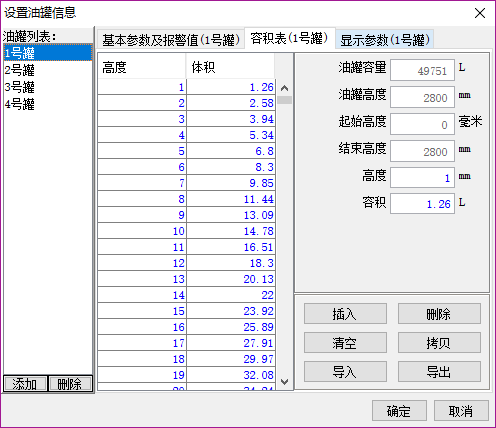 设置油罐信息
油罐列表:
1号罐
2号罐
3号罐
4号罐
添加 删除
基本参数及报警值(1号罐) 容积表(1号罐) 显示参数(1号罐)
高度 体积
1 1.26
2 2.58
3 3.94
4 5.34
5 6.8
6 8.3
7 9.85
8 11.44
9 13.09
10 14.78
11 16.51
12 18.3
13 20.13
14 22
15 23.92
16 25.89
17 27.91
18 29.97
19 32.08
油罐容量 49751 L
油罐高度 2800 mm
起始高度 0 毫米
结束高度 2800 mm
高度 1 mm
容积 1.26 L
插入 删除
清空 拷贝
导入 导出
确定 取消